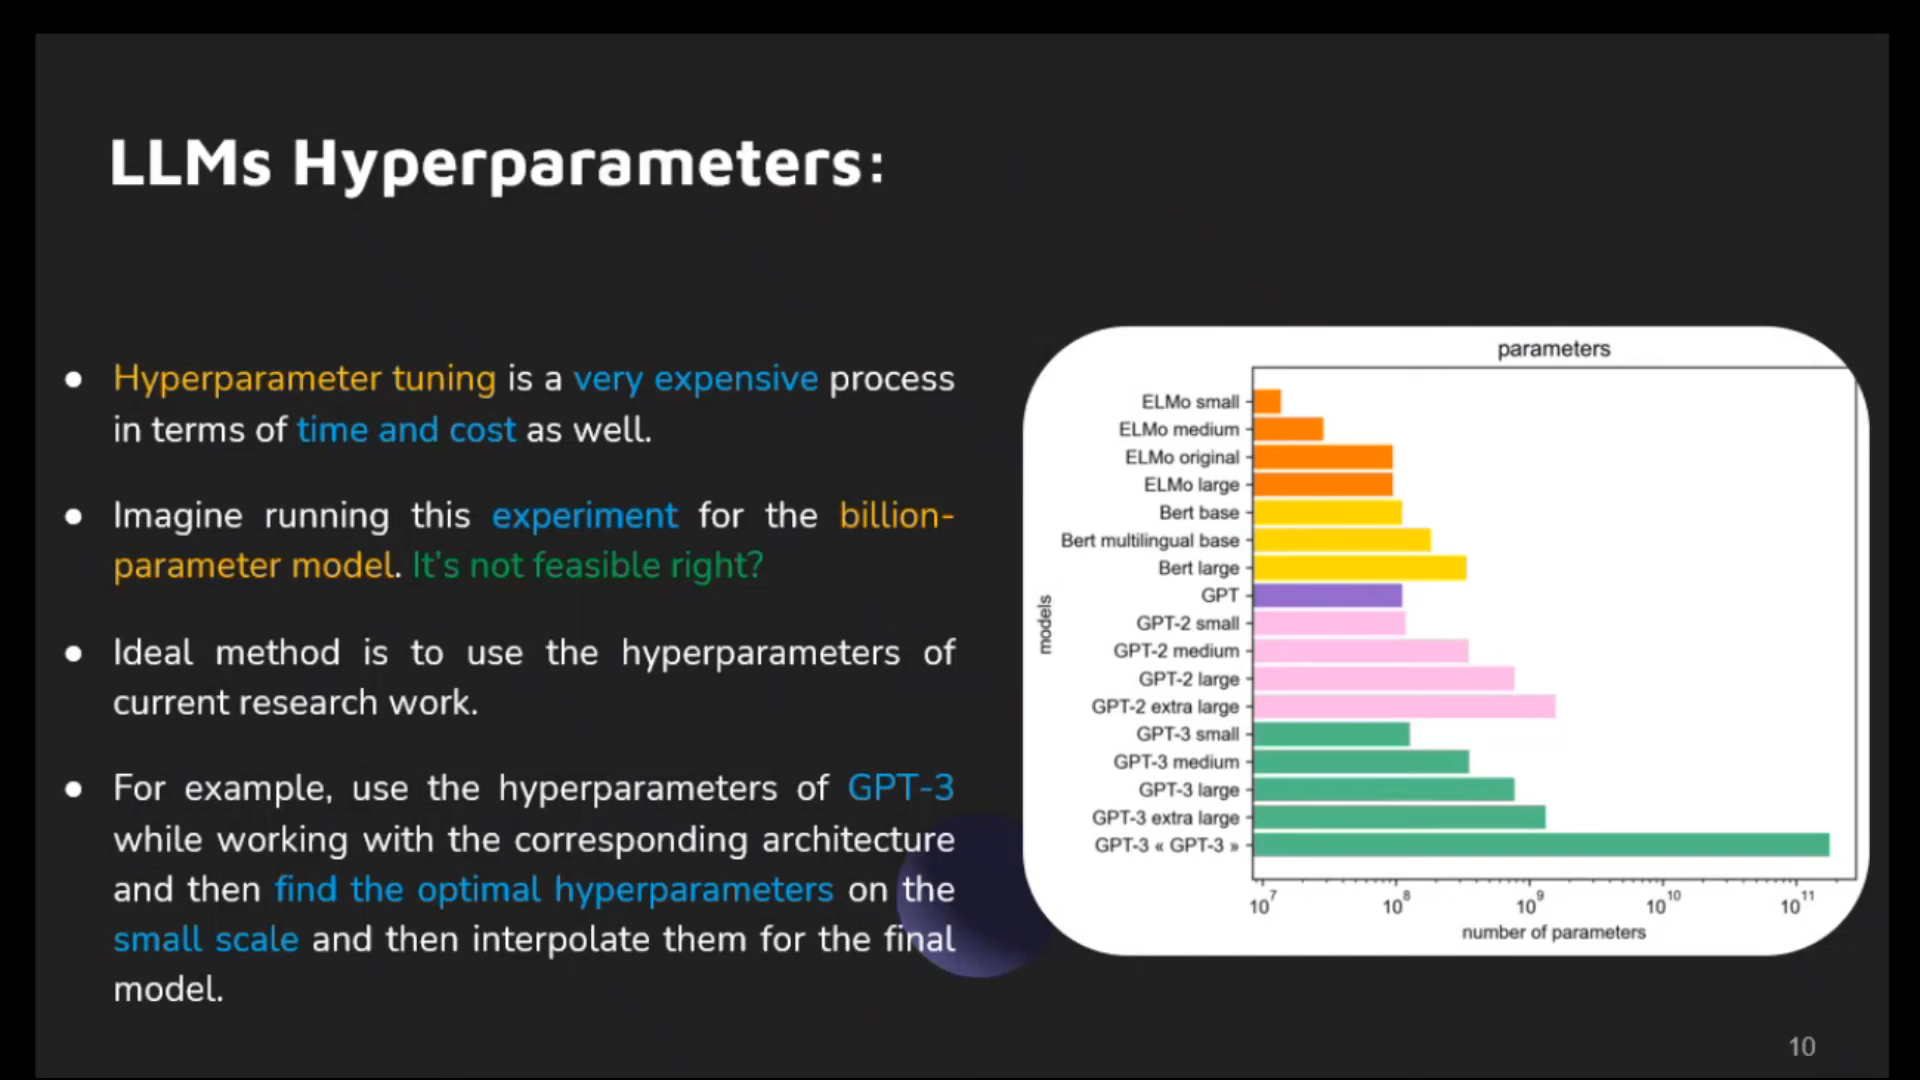 LLMs Hyperparameters:
● Hyperparameter tuning is a very expensive process
in terms of time and cost as well.
● Imagine running this experiment for the billion-
parameter model. It's not feasible right?
● Ideal method is to use the hyperparameters of
current research work.
● For example, use the hyperparameters of GPT-3
while working with the corresponding architecture
and then find the optimal hyperparameters on the
small scale and then interpolate them for the final
model.
parameters
models
ELMo small
ELMo medium
ELMo original
ELMo large
Bert base
Bert multilingual base
Bert large
GPT
GPT-2 small
GPT-2 medium
GPT-2 large
GPT-2 extra large
GPT-3 small
GPT-3 medium
GPT-3 large
GPT-3 extra large
GPT-3 « GPT-3 »
10⁷ 10⁸ 10⁹ 10¹⁰ 10¹¹
number of parameters
10